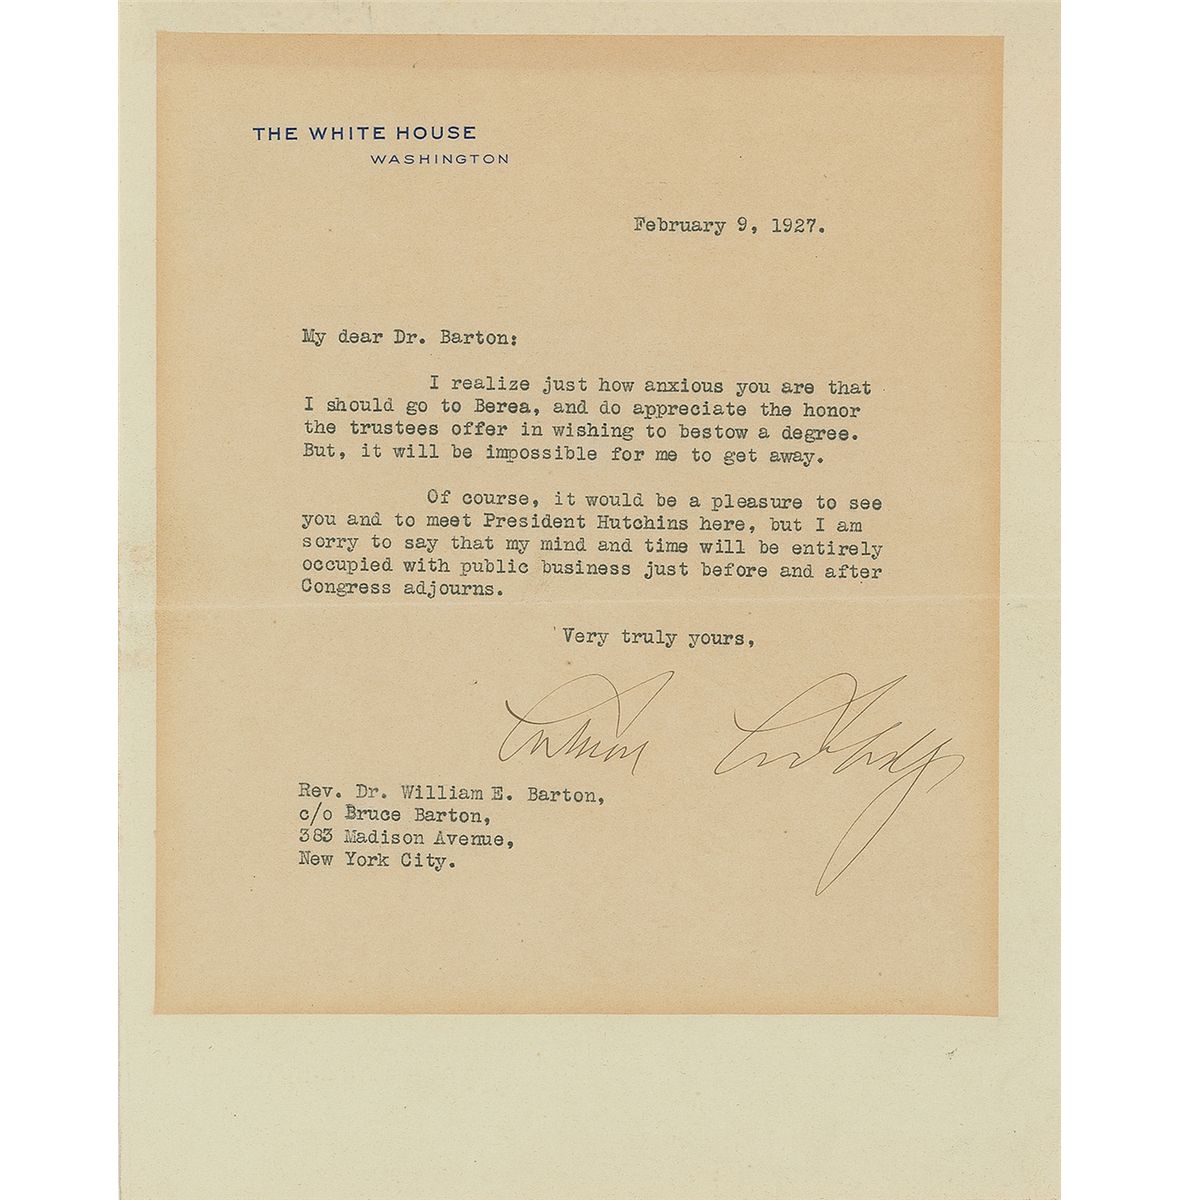 THE WHITE HOUSE
WASHINGTON
February 9, 1927.
My dear Dr. Barton:
I realize just how anxious you are that
I should go to Berea, and do appreciate the honor
the trustees offer in wishing to bestow a degree.
But, it will be impossible for me to get away.
Of course, it would be a pleasure to see
you and to meet President Hutchins here, but I am
sorry to say that my mind and time will be entirely
occupied with public business just before and after
Congress adjourns.
Very truly yours,
Calvin Coolidge
Rev. Dr. William E. Barton,
c/o Bruce Barton,
383 Madison Avenue,
New York City.